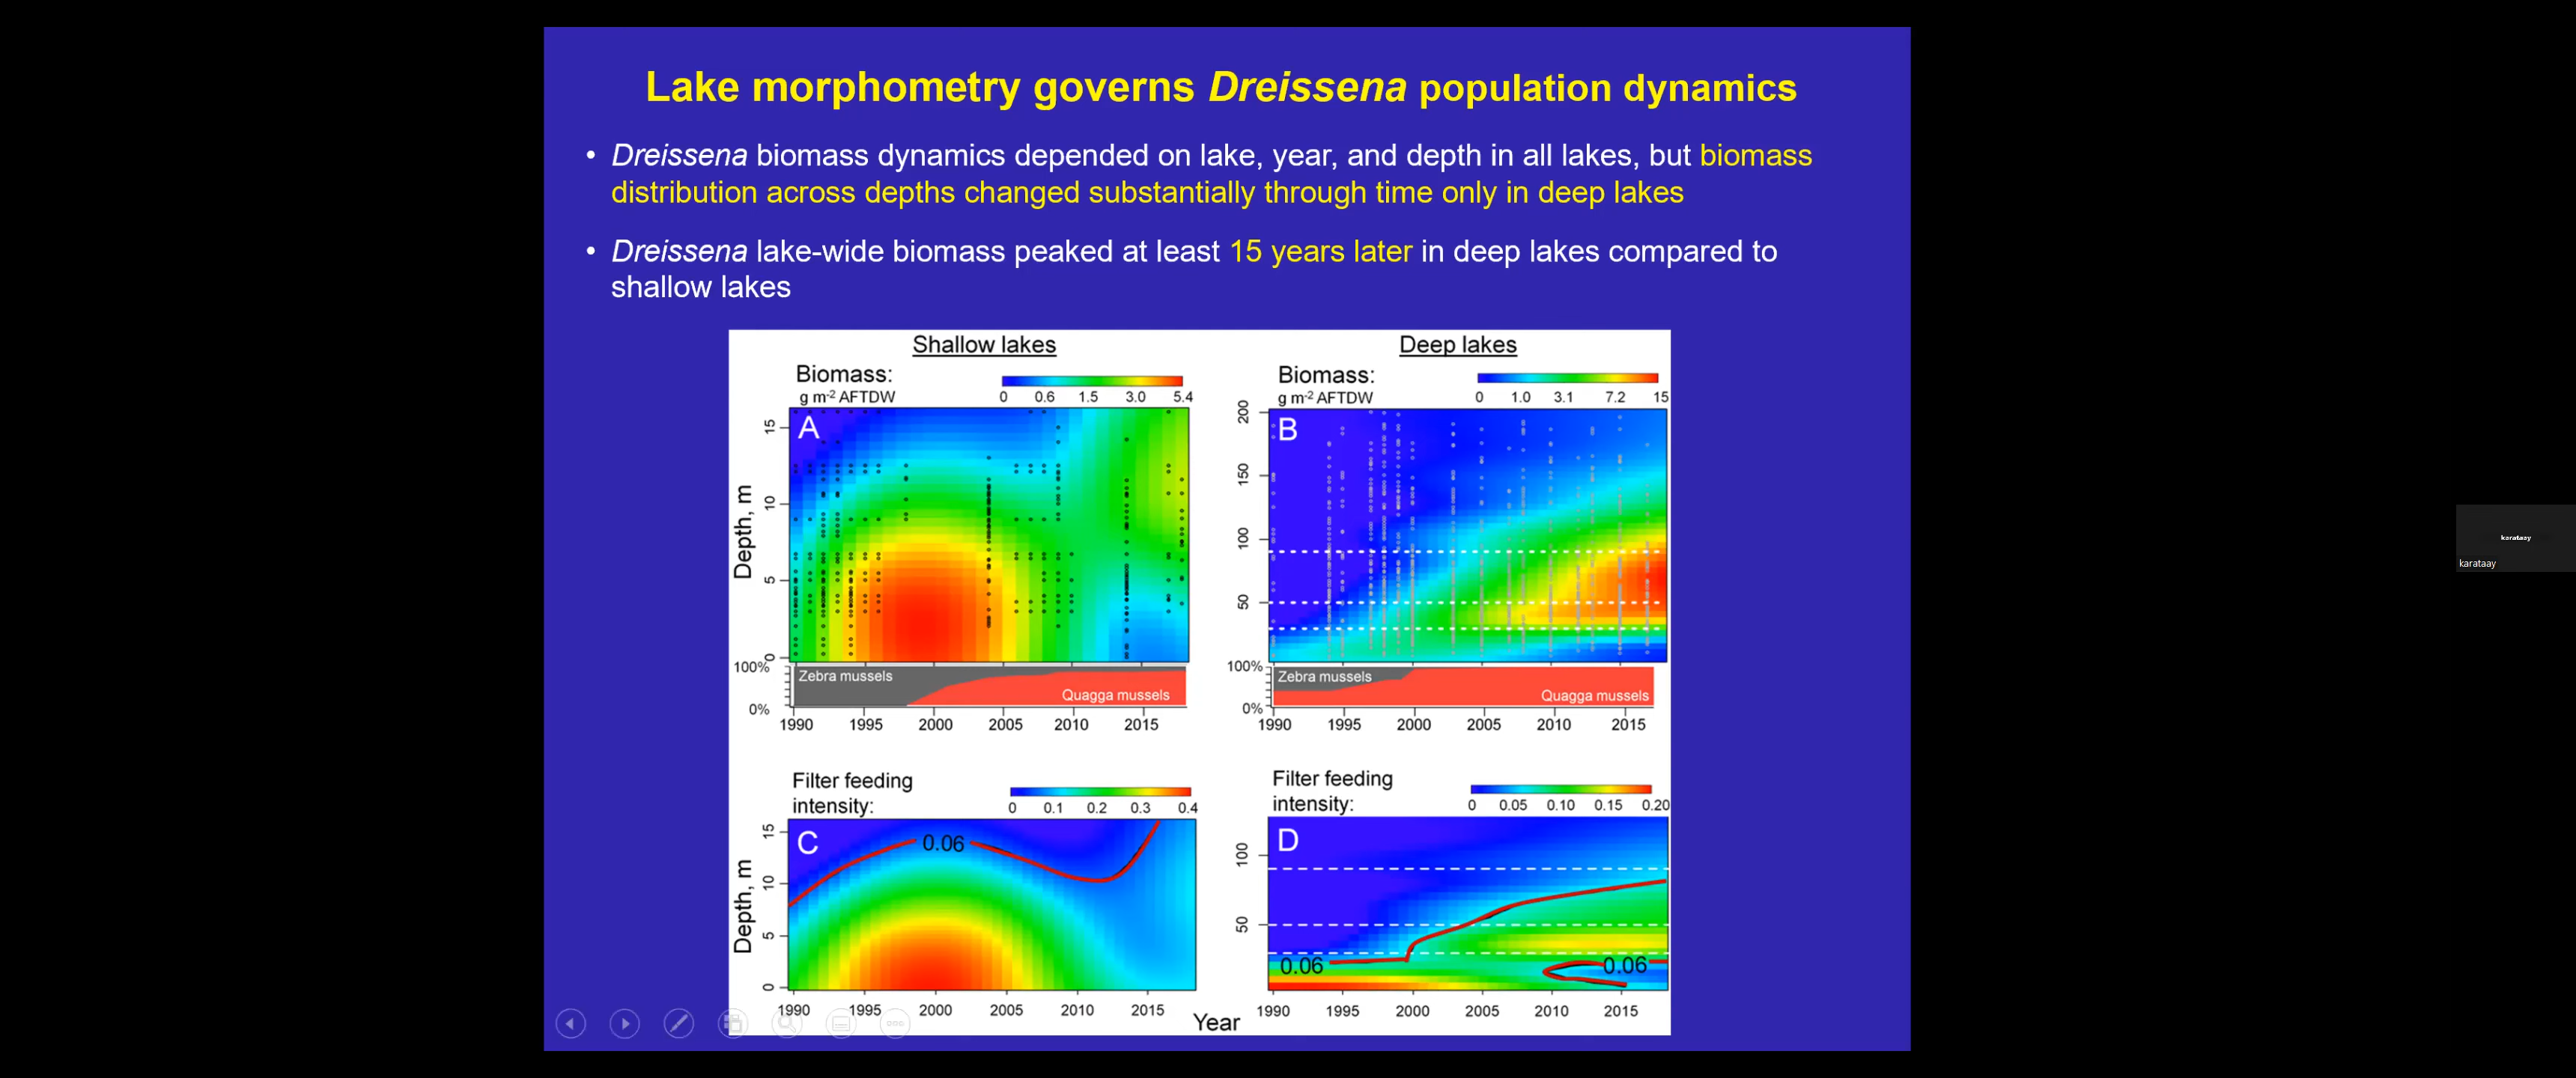 Lake morphometry governs Dreissena population dynamics
• Dreissena biomass dynamics depended on lake, year, and depth in all lakes, but biomass
distribution across depths changed substantially through time only in deep lakes
• Dreissena lake-wide biomass peaked at least 15 years later in deep lakes compared to
shallow lakes
Shallow lakes
Biomass:
g m-2 AFTDW
0 0.6 1.5 3.0 5.4
A
Depth, m
15
10
5
0
100%
0%
Zebra mussels
Quagga mussels
1990 1995 2000 2005 2010 2015
Deep lakes
Biomass:
g m-2 AFTDW
0 1.0 3.1 7.2 15
B
200
150
100
50
100%
0%
Zebra mussels
Quagga mussels
1990 1995 2000 2005 2010 2015
Filter feeding
intensity:
0 0.1 0.2 0.3 0.4
C
0.06
Depth, m
15
10
5
0
1990 1995 2000 2005 2010 2015
Filter feeding
intensity:
0 0.05 0.10 0.15 0.20
D
100
50
0.06
0.06
1990 1995 2000 2005 2010 2015
Year
karataay
karataay